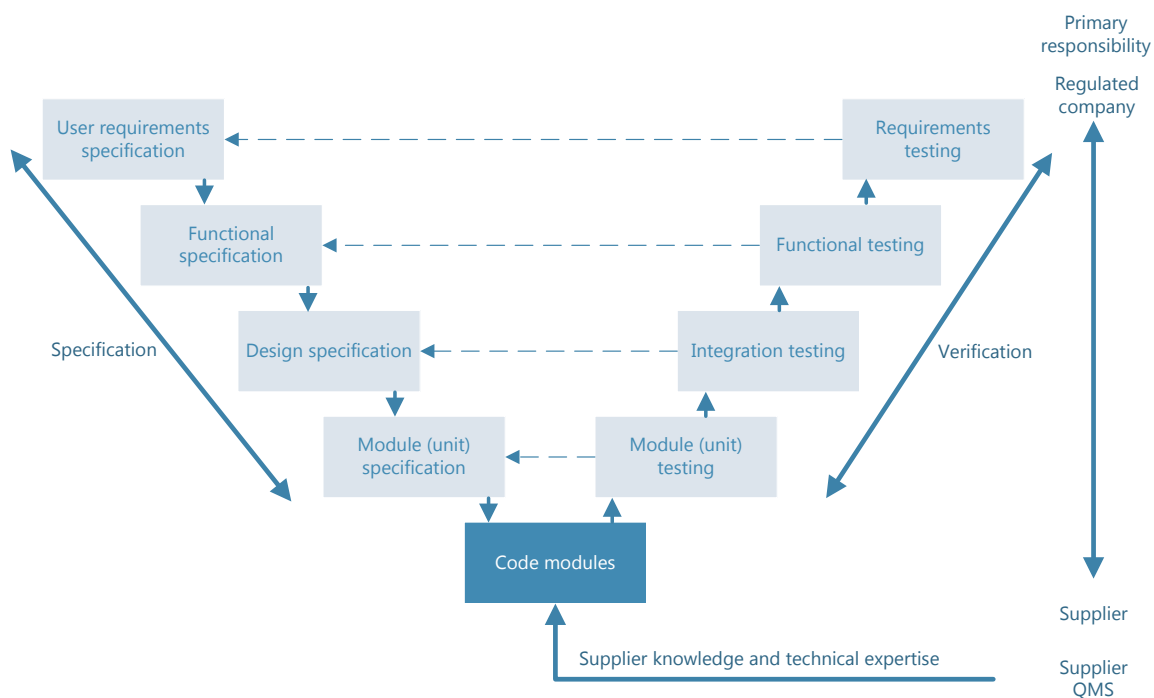 Primary
responsibility
Regulated
company
User requirements
specification
Requirements
testing
Functional
specification
Functional testing
Specification
Design specification
Integration testing
Verification
Module (unit)
specification
Module (unit)
testing
Code modules
Supplier
Supplier knowledge and technical expertise
Supplier
QMS